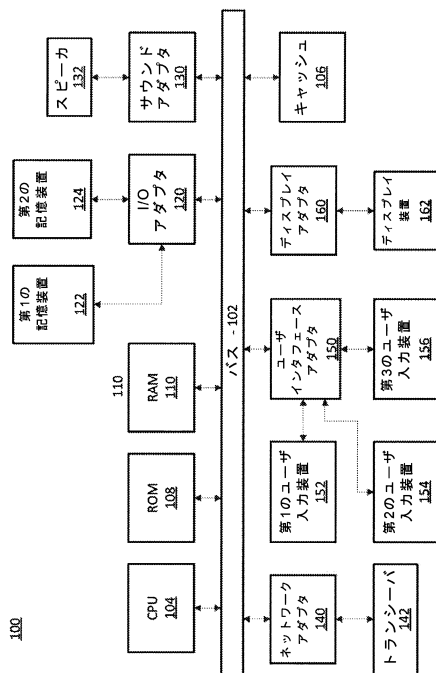 100
CPU
104
ROM
108
110
RAM
110
第1の
記憶装置
122
第2の
記憶装置
124
I/O
アダプタ
120
スピーカ
132
サウンド
アダプタ
130
バス - 102
ネットワーク
アダプタ
140
トランシーバ
142
第1のユーザ
入力装置
152
第2のユーザ
入力装置
154
ユーザ
インタフェース
アダプタ
150
第3のユーザ
入力装置
156
ディスプレイ
アダプタ
160
ディスプレイ
装置
162
キャッシュ
106